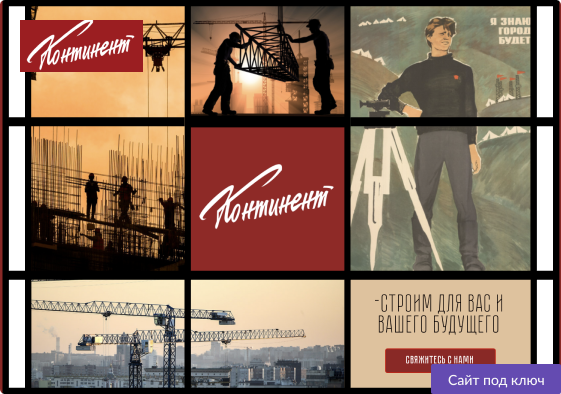 Континент
Я ЗНАЮ
ГОРОД
БУДЕТ
Континент
-СТРОИМ ДЛЯ ВАС И
ВАШЕГО БУДУЩЕГО
СВЯЖИТЕСЬ С НАМИ
Сайт под ключ